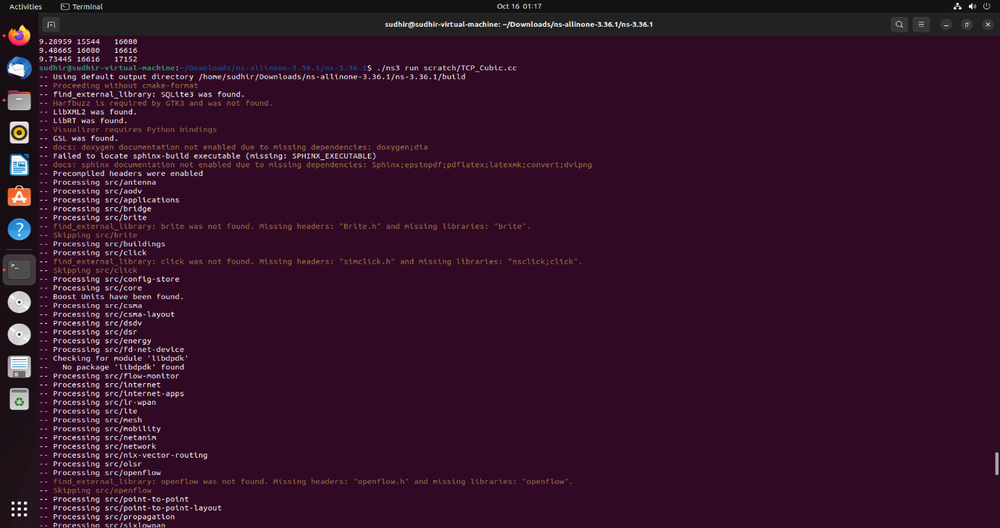 Activities
Terminal
Oct 16 01:17
sudhir@sudhir-virtual-machine: ~/Downloads/ns-allinone-3.36.1/ns-3.36.1
9.28959 15544   16080
9.48665 16080   16616
9.73445 16616   17152
sudhir@sudhir-virtual-machine:~/Downloads/ns-allinone-3.36.1/ns-3.36.1$ ./ns3 run scratch/TCP_Cubic.cc
-- Using default output directory /home/sudhir/Downloads/ns-allinone-3.36.1/ns-3.36.1/build
-- Proceeding without cmake-format
-- find_external_library: SQLite3 was found.
-- Harfbuzz is required by GTK3 and was not found.
-- LibXML2 was found.
-- LibRT was found.
-- Visualizer requires Python bindings
-- GSL was found.
-- docs: doxygen documentation not enabled due to missing dependencies: doxygen;dia
-- Failed to locate sphinx-build executable (missing: SPHINX_EXECUTABLE)
-- docs: sphinx documentation not enabled due to missing dependencies: Sphinx;epstopdf;pdflatex;latexmk;convert;dvipng
-- Precompiled headers were enabled
-- Processing src/antenna
-- Processing src/aodv
-- Processing src/applications
-- Processing src/bridge
-- Processing src/brite
-- find_external_library: brite was not found. Missing headers: "Brite.h" and missing libraries: "brite".
-- Skipping src/brite
-- Processing src/buildings
-- Processing src/click
-- find_external_library: click was not found. Missing headers: "simclick.h" and missing libraries: "nsclick;click".
-- Skipping src/click
-- Processing src/config-store
-- Processing src/core
-- Boost Units have been found.
-- Processing src/csma
-- Processing src/csma-layout
-- Processing src/dsdv
-- Processing src/dsr
-- Processing src/energy
-- Processing src/fd-net-device
-- Checking for module 'libdpdk'
--   No package 'libdpdk' found
-- Processing src/flow-monitor
-- Processing src/internet
-- Processing src/internet-apps
-- Processing src/lr-wpan
-- Processing src/lte
-- Processing src/mesh
-- Processing src/mobility
-- Processing src/netanim
-- Processing src/network
-- Processing src/nix-vector-routing
-- Processing src/olsr
-- Processing src/openflow
-- find_external_library: openflow was not found. Missing headers: "openflow.h" and missing libraries: "openflow".
-- Skipping src/openflow
-- Processing src/point-to-point
-- Processing src/point-to-point-layout
-- Processing src/propagation
-- Processing src/sixlowpan